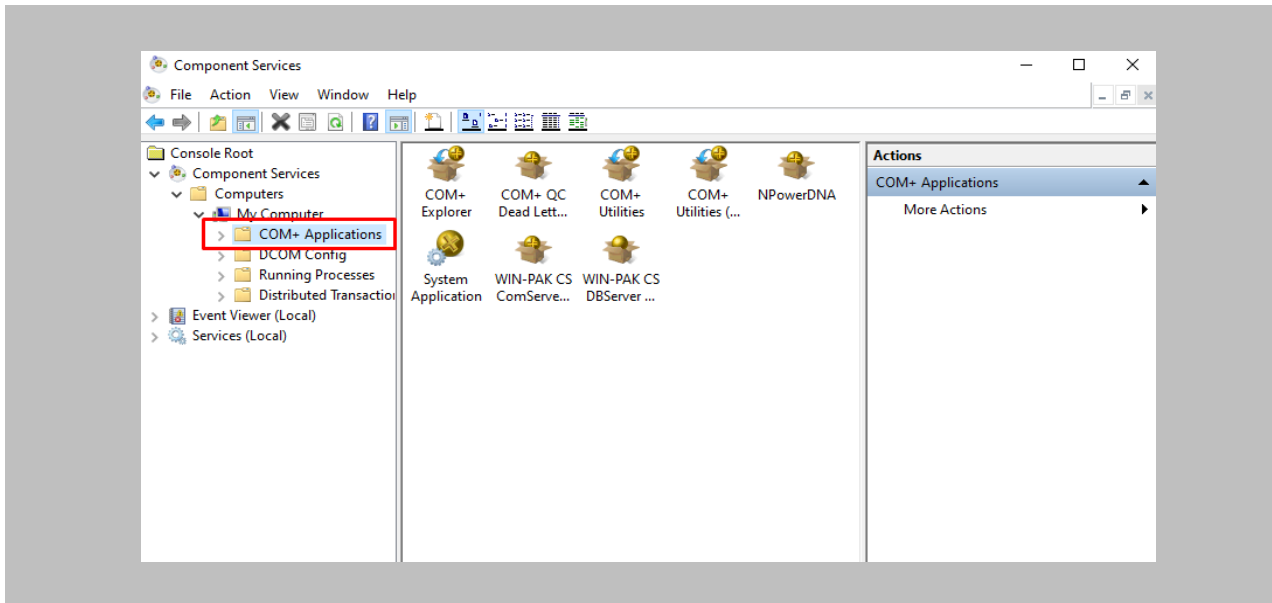 Component Services
File Action View Window Help
Console Root
Component Services
Computers
My Computer
COM+ Applications
DCOM Config
Running Processes
Distributed Transaction
Event Viewer (Local)
Services (Local)
COM+ Explorer
COM+ QC Dead Lett...
COM+ Utilities
COM+ Utilities (...
NPowerDNA
System Application
WIN-PAK CS ComServe...
WIN-PAK CS DBServer ...
Actions
COM+ Applications
More Actions